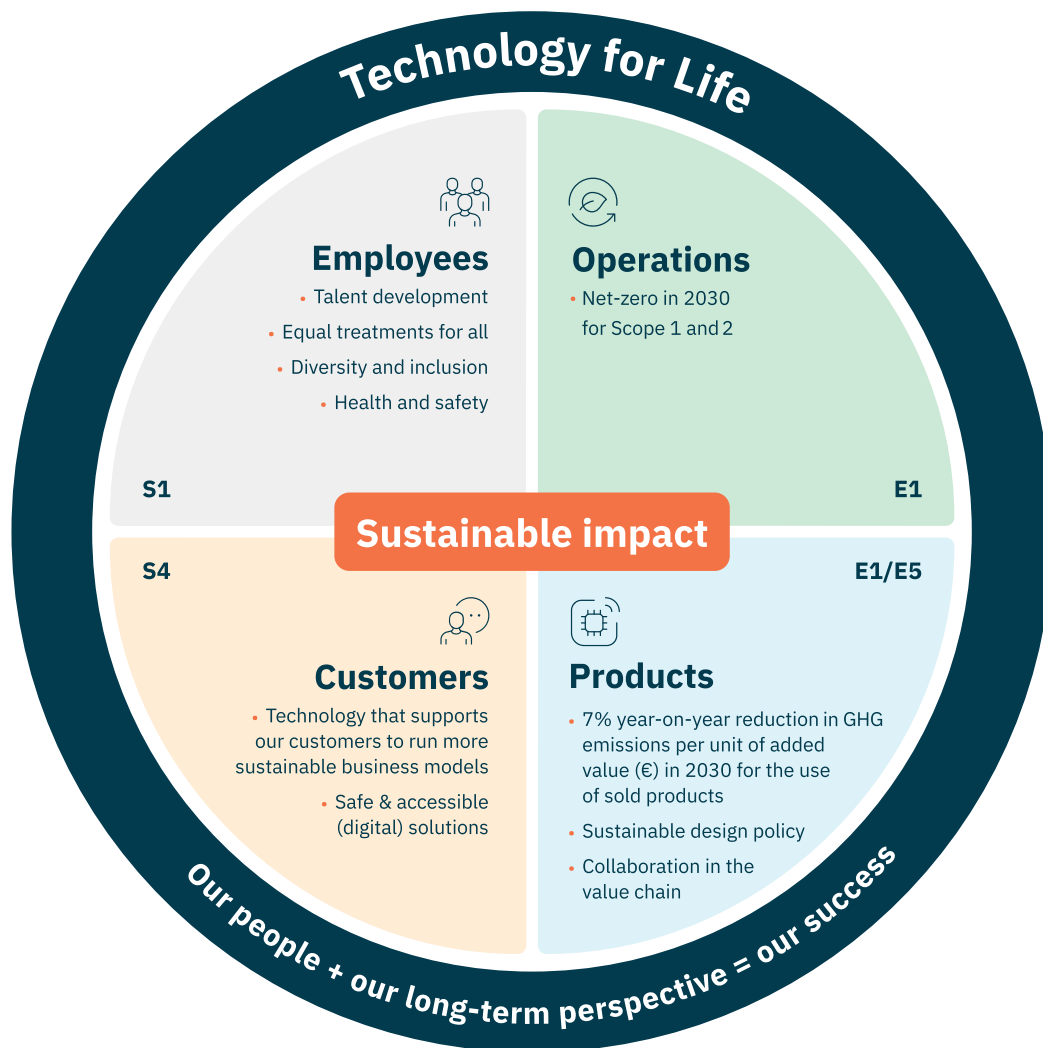 Technology for Life
Employees
• Talent development
• Equal treatments for all
• Diversity and inclusion
• Health and safety
S1
Operations
• Net-zero in 2030
for Scope 1 and 2
E1
Sustainable impact
S4
Customers
• Technology that supports
our customers to run more
sustainable business models
• Safe & accessible
(digital) solutions
E1/E5
Products
• 7% year-on-year reduction in GHG
emissions per unit of added
value (€) in 2030 for the use
of sold products
• Sustainable design policy
• Collaboration in the
value chain
Our people + our long-term perspective = our success